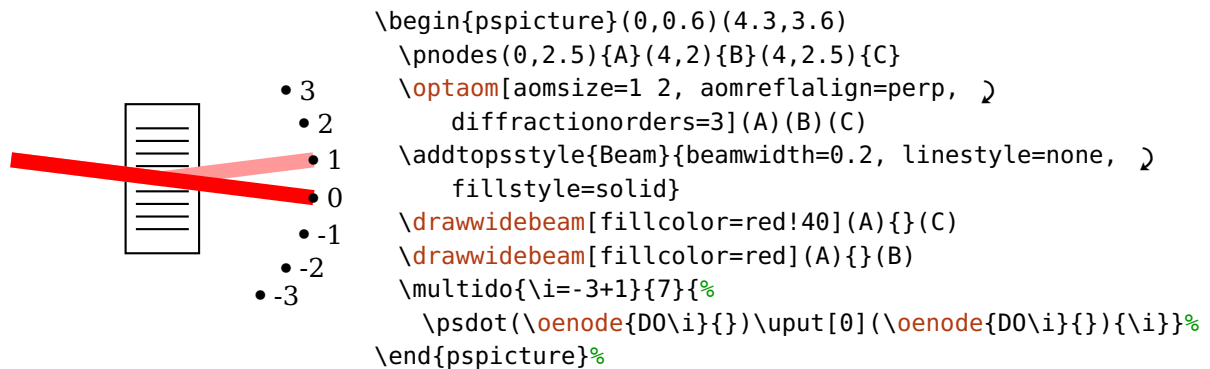 3
2
1
0
-1
-2
-3
\begin{pspicture}(0,0.6)(4.3,3.6)
\pnodes(0,2.5){A}(4,2){B}(4,2.5){C}
\optaom[aomsize=1 2, aomreflalign=perp,
diffractionorders=3](A)(B)(C)
\addtopsstyle{Beam}{beamwidth=0.2, linestyle=none,
fillstyle=solid}
\drawwidebeam[fillcolor=red!40](A){}(C)
\drawwidebeam[fillcolor=red](A){}(B)
\multido{\i=-3+1}{7}{%
\psdot(\oenode{DO\i}{})\uput[0](\oenode{DO\i}{}){\i}}%
\end{pspicture}%